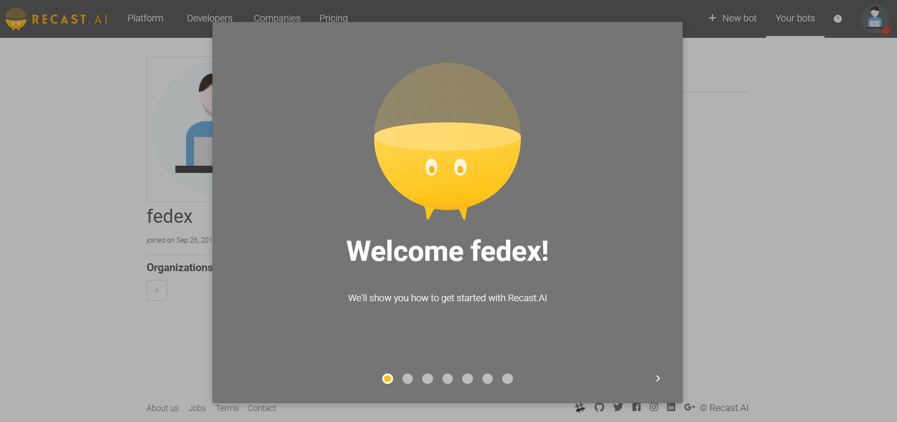 RECAST.AI
Platform
Developers
Companies
Pricing
+ New bot
Your bots
?
Welcome fedex!
We'll show you how to get started with Recast.AI
fedex
joined on Sep 26, 201
Organizations
+
About us
Jobs
Terms
Contact
© Recast.AI